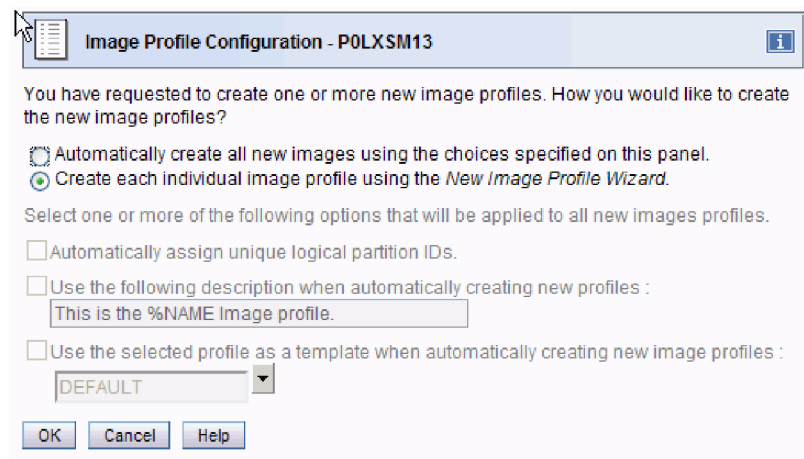 Image Profile Configuration - P0LXSM13
i
You have requested to create one or more new image profiles. How you would like to create
the new image profiles?
Automatically create all new images using the choices specified on this panel.
Create each individual image profile using the New Image Profile Wizard.
Select one or more of the following options that will be applied to all new images profiles.
Automatically assign unique logical partition IDs.
Use the following description when automatically creating new profiles :
This is the %NAME Image profile.
Use the selected profile as a template when automatically creating new image profiles :
DEFAULT
OK Cancel Help